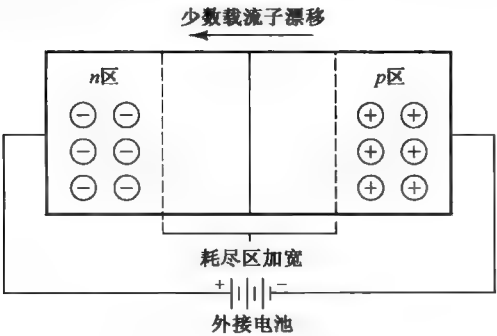 少数载流子漂移
n区 p区
− − + +
− − + +
− − + +
耗尽区加宽
+ −
外接电池